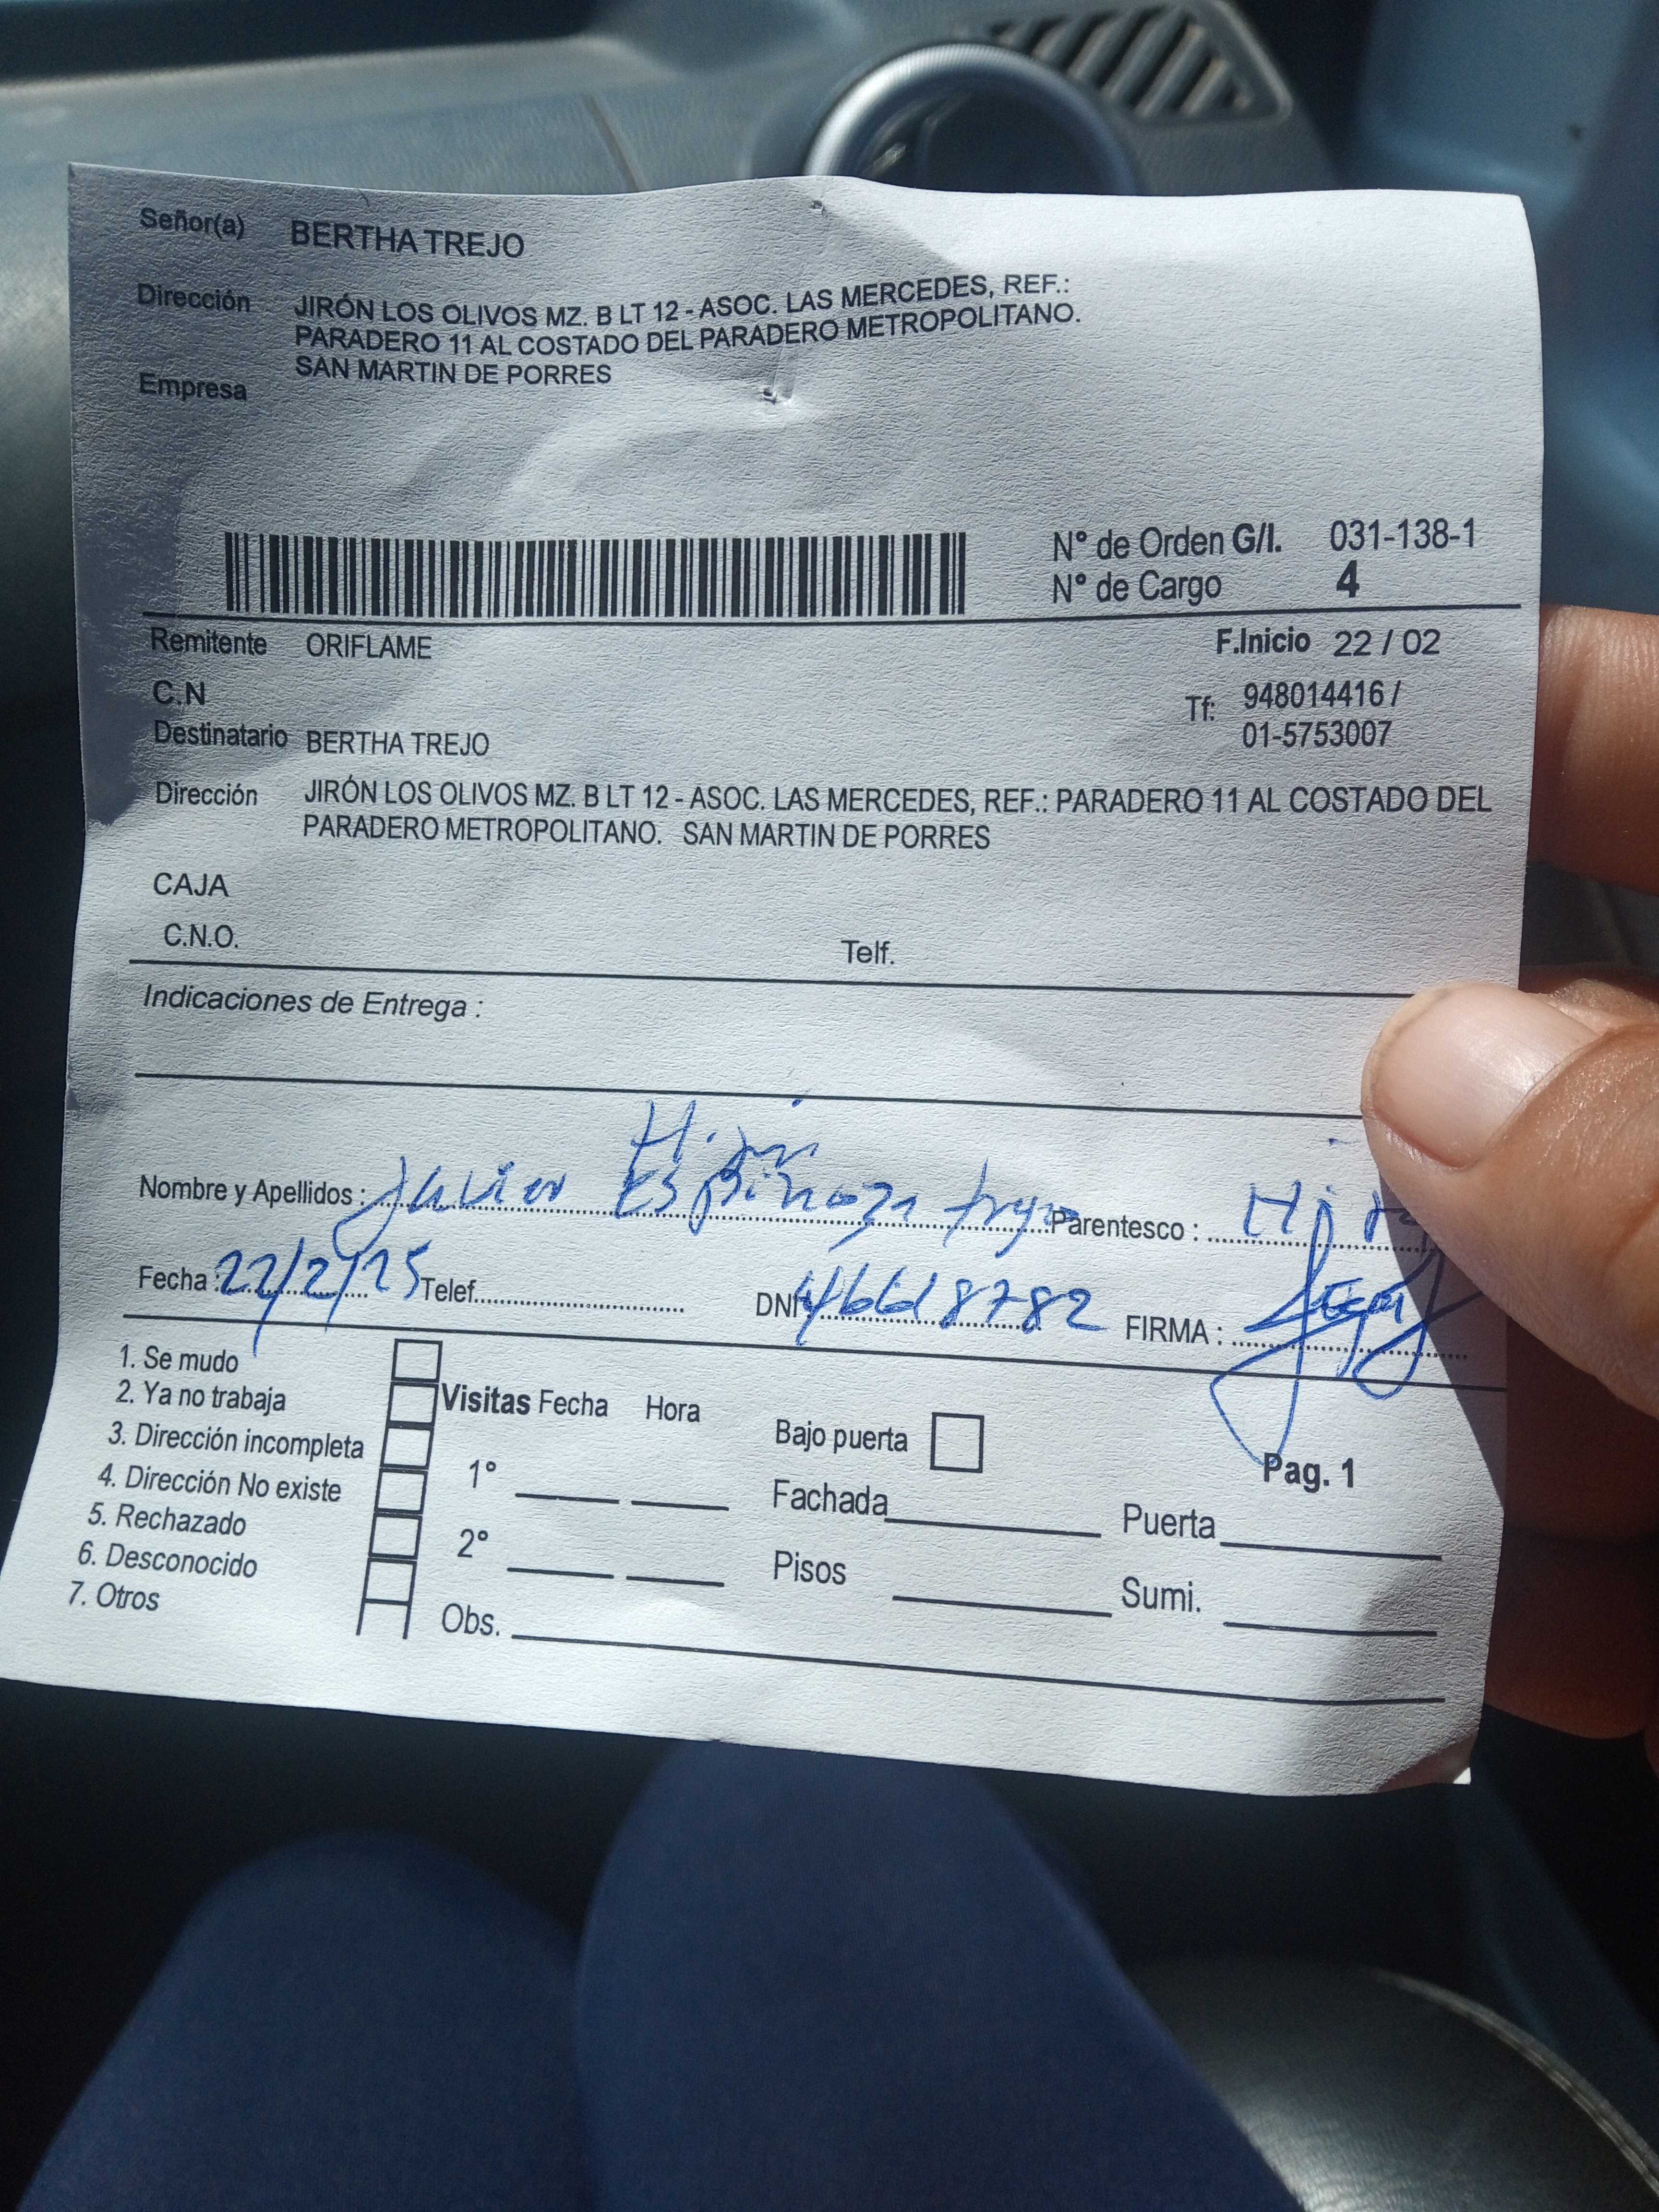 Señor(a) BERTHA TREJO
Dirección JIRÓN LOS OLIVOS MZ. B LT 12 - ASOC. LAS MERCEDES, REF.:
PARADERO 11 AL COSTADO DEL PARADERO METROPOLITANO.
SAN MARTIN DE PORRES
Empresa
N° de Orden G/I. 031-138-1
N° de Cargo 4
Remitente ORIFLAME F.Inicio 22 / 02
C.N Tf: 948014416 /
01-5753007
Destinatario BERTHA TREJO
Dirección JIRÓN LOS OLIVOS MZ. B LT 12 - ASOC. LAS MERCEDES, REF.: PARADERO 11 AL COSTADO DEL
PARADERO METROPOLITANO. SAN MARTIN DE PORRES
CAJA
C.N.O. Telf.
Indicaciones de Entrega :
Nombre y Apellidos : Javier Espinoza trejo Parentesco : Hijo
Fecha : 22/2/25 Telef. DNI 46618782 FIRMA :
1. Se mudo
2. Ya no trabaja
3. Dirección incompleta
4. Dirección No existe
5. Rechazado
6. Desconocido
7. Otros
Visitas Fecha Hora
1°
2°
Obs.
Bajo puerta
Fachada
Pisos
Pag. 1
Puerta
Sumi.